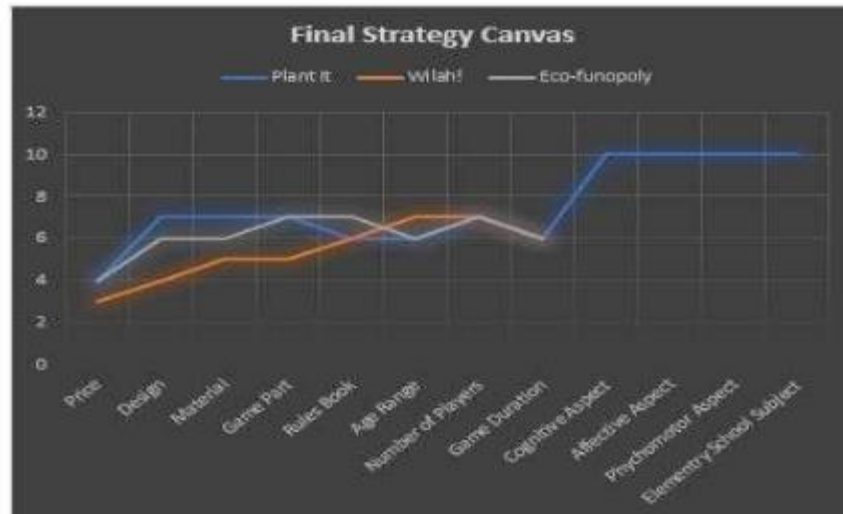 Final Strategy Canvas
Plant It
Wilah!
Eco-funopoly
12
10
8
6
4
2
0
Price
Design
Material
Game Part
Rules Book
Age Range
Number of Players
Game Duration
Cognitive Aspect
Affective Aspect
Phychomotor Aspect
Elementry School Subject